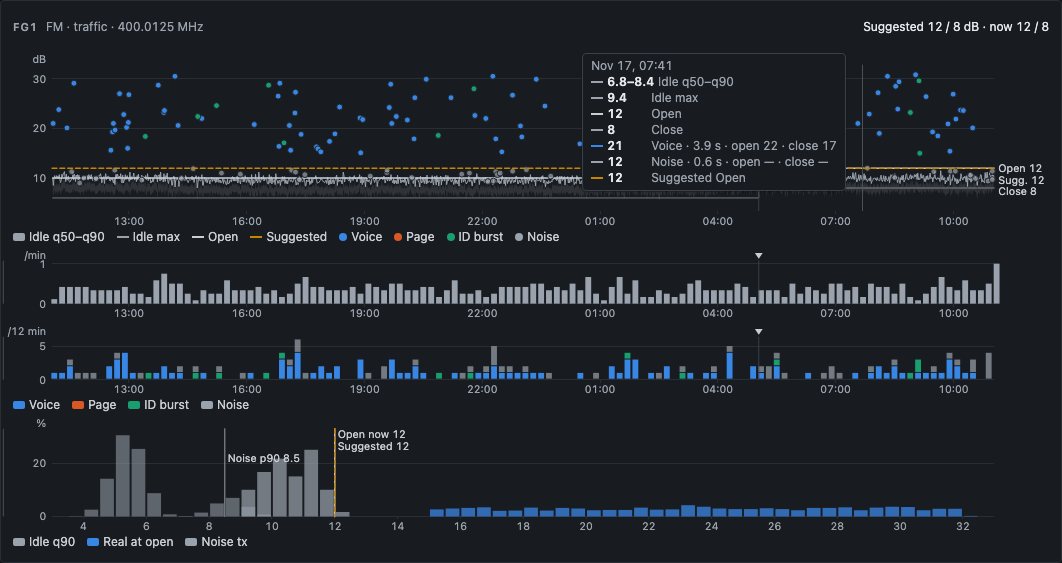 FG1 FM · traffic · 400.0125 MHz
Suggested 12 / 8 dB · now 12 / 8
dB
30
20
10
Nov 17, 07:41
6.8–8.4 Idle q50–q90
9.4 Idle max
12 Open
8 Close
21 Voice · 3.9 s · open 22 · close 17
12 Noise · 0.6 s · open — · close —
12 Suggested Open
Open 12
Sugg. 12
Close 8
13:00 16:00 19:00 22:00 01:00 04:00 07:00 10:00
Idle q50–q90 Idle max Open Suggested Voice Page ID burst Noise
/min
1
0
13:00 16:00 19:00 22:00 01:00 04:00 07:00 10:00
/12 min
5
0
13:00 16:00 19:00 22:00 01:00 04:00 07:00 10:00
Voice Page ID burst Noise
%
20
0
Open now 12
Suggested 12
Noise p90 8.5
4 6 8 10 12 14 16 18 20 22 24 26 28 30 32
Idle q90 Real at open Noise tx